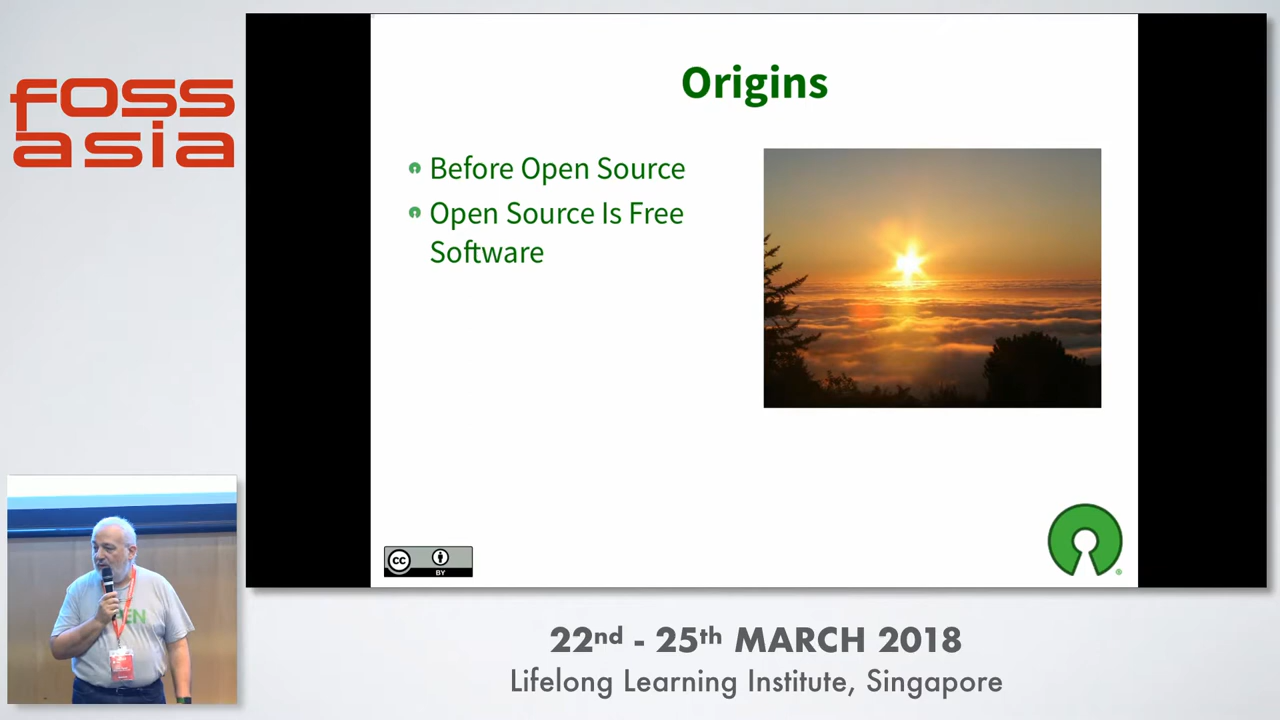 foss
asia
Origins
Before Open Source
Open Source Is Free
Software
cc
BY
®
EN
22nd - 25th MARCH 2018
Lifelong Learning Institute, Singapore